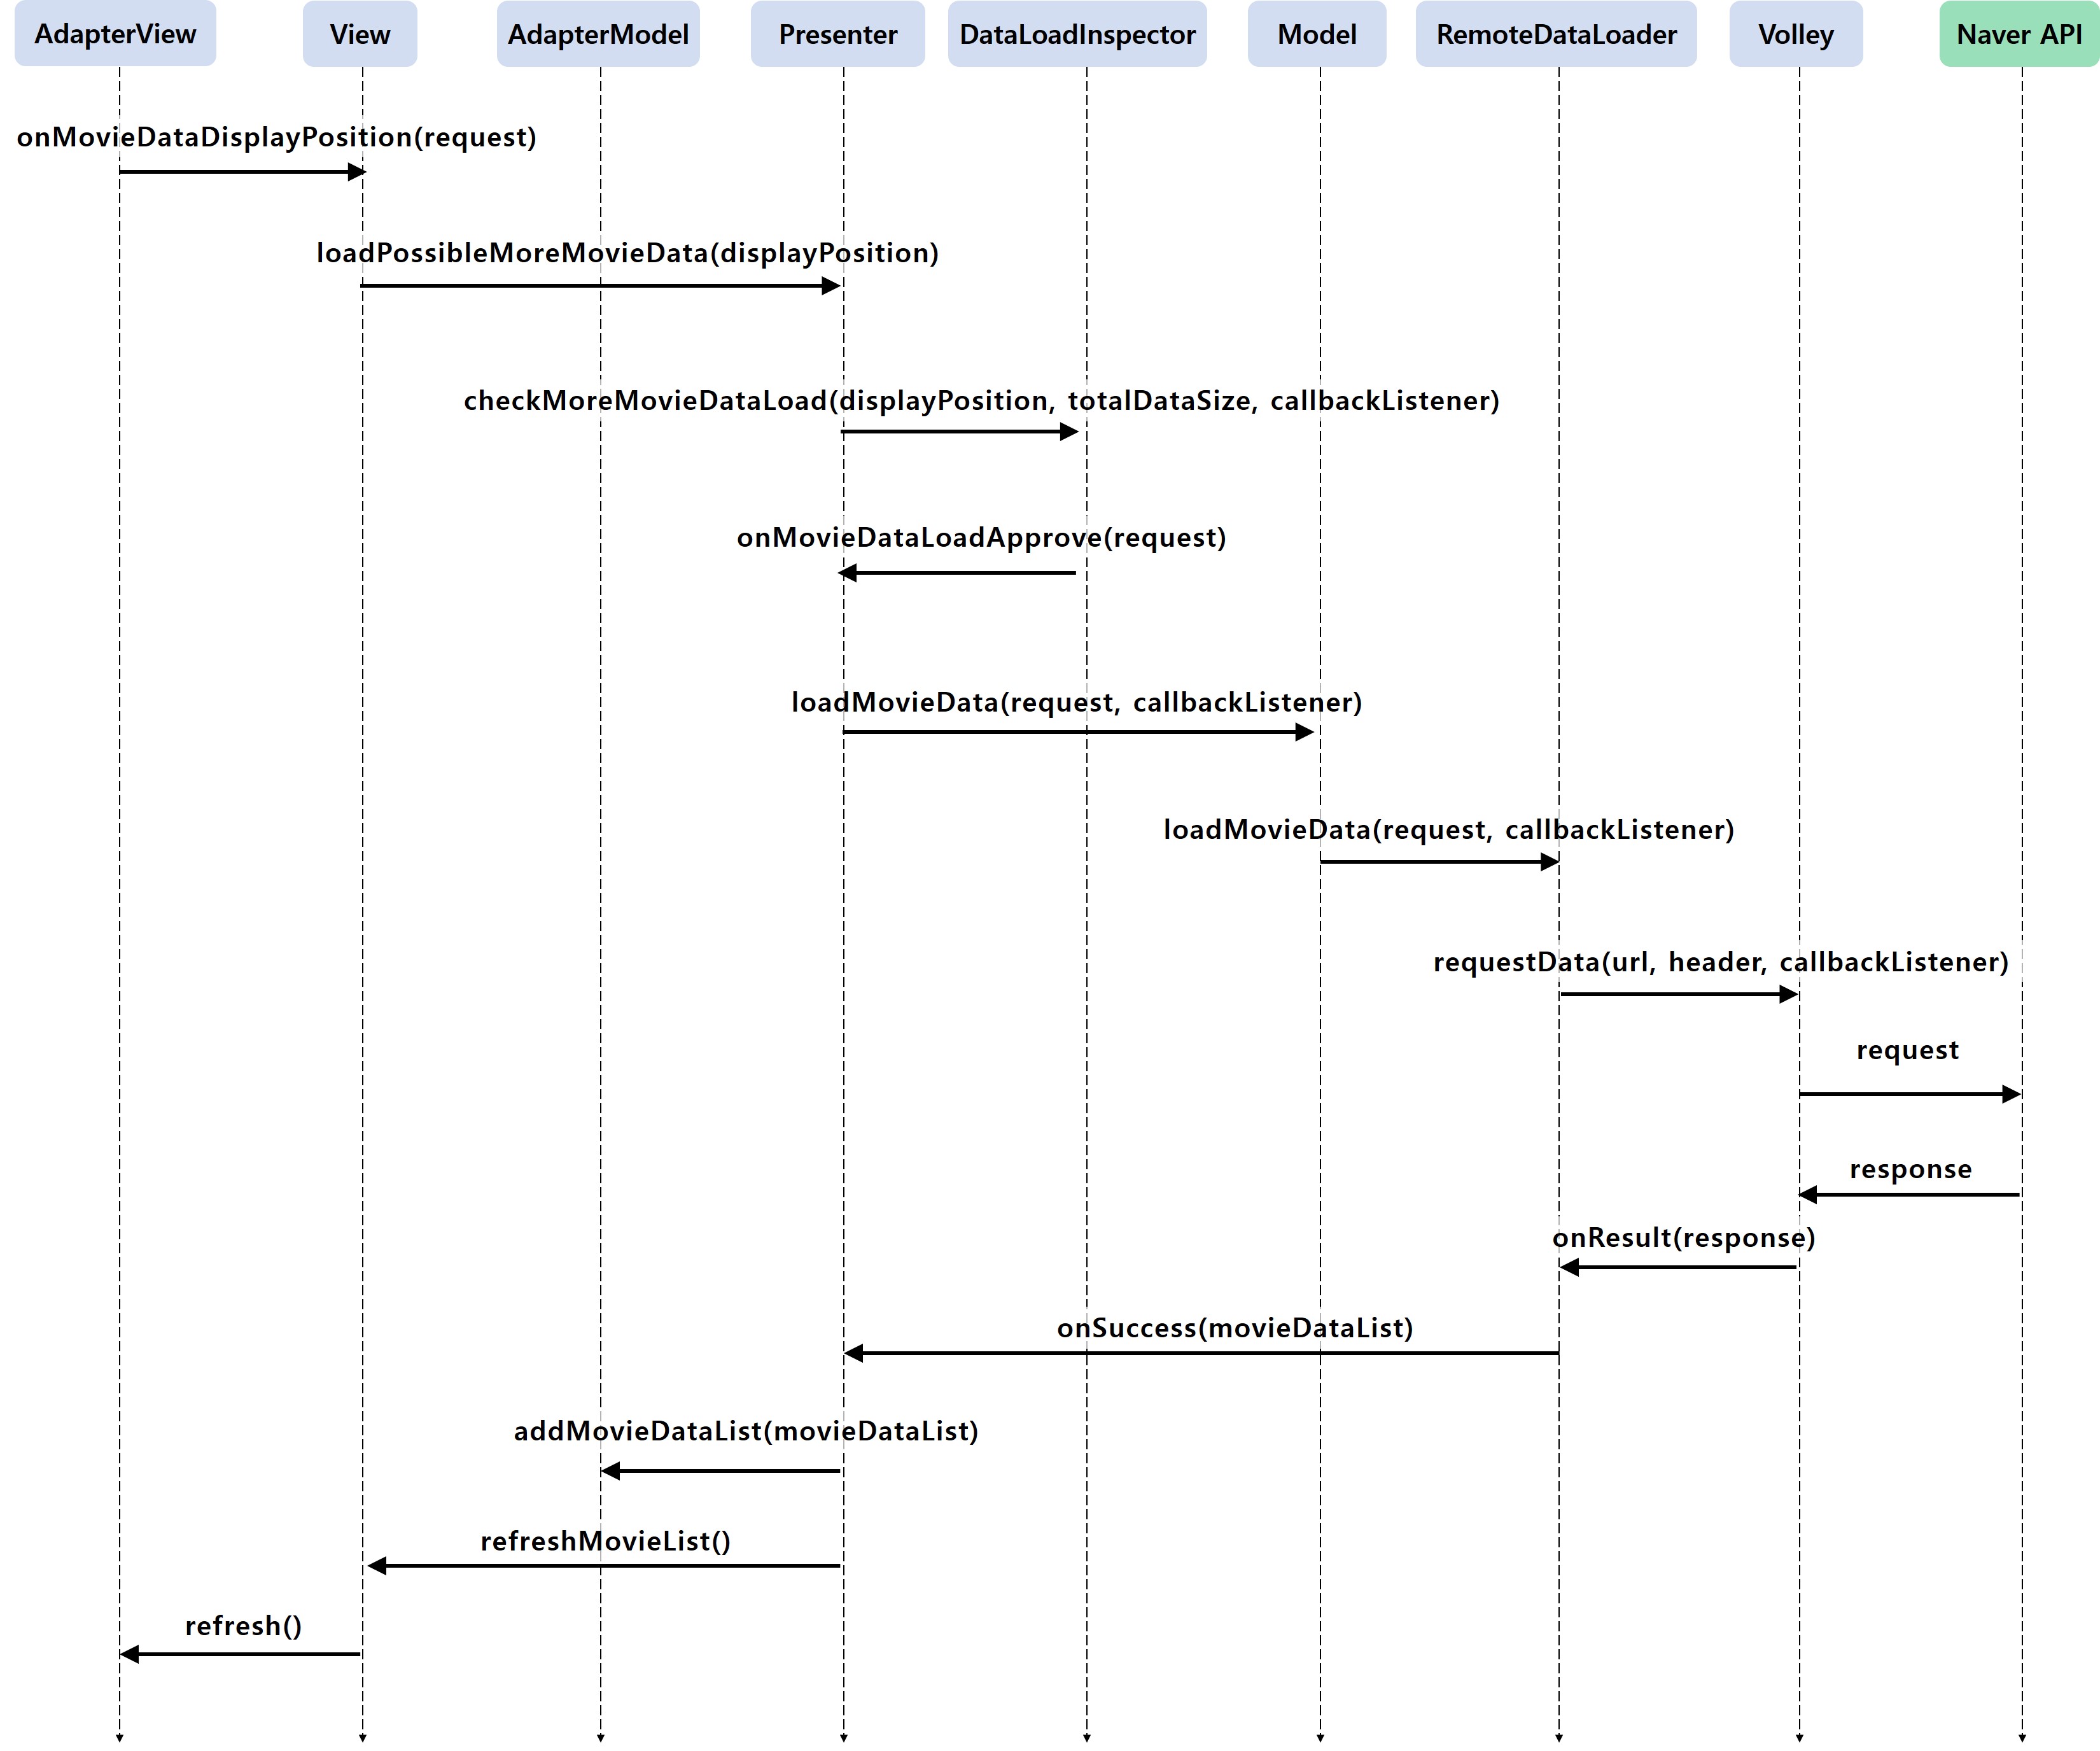 AdapterView
View
AdapterModel
Presenter
DataLoadInspector
Model
RemoteDataLoader
Volley
Naver API
onMovieDataDisplayPosition(request)
loadPossibleMoreMovieData(displayPosition)
checkMoreMovieDataLoad(displayPosition, totalDataSize, callbackListener)
onMovieDataLoadApprove(request)
loadMovieData(request, callbackListener)
loadMovieData(request, callbackListener)
requestData(url, header, callbackListener)
request
response
onResult(response)
onSuccess(movieDataList)
addMovieDataList(movieDataList)
refreshMovieList()
refresh()